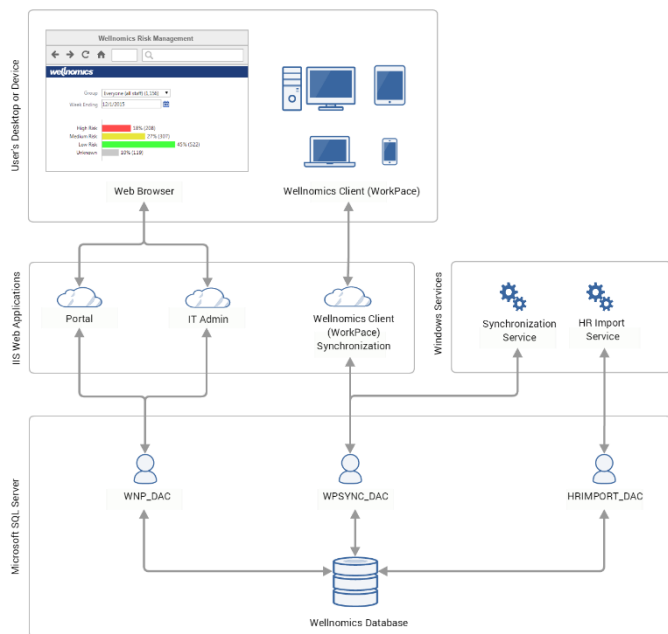 Wellnomics Risk Management
wellnomics
Group
Everyone (all staff) (1,156)
Week Ending
12/1/2015
High Risk
18% (208)
Medium Risk
27% (307)
Low Risk
45% (522)
Unknown
10% (119)
Web Browser
Wellnomics Client (WorkPace)
User's Desktop or Device
Portal
IT Admin
Wellnomics Client
(WorkPace)
Synchronization
IIS Web Applications
Synchronization
Service
HR Import
Service
Windows Services
WNP_DAC
WPSYNC_DAC
HRIMPORT_DAC
Wellnomics Database
Microsoft SQL Server